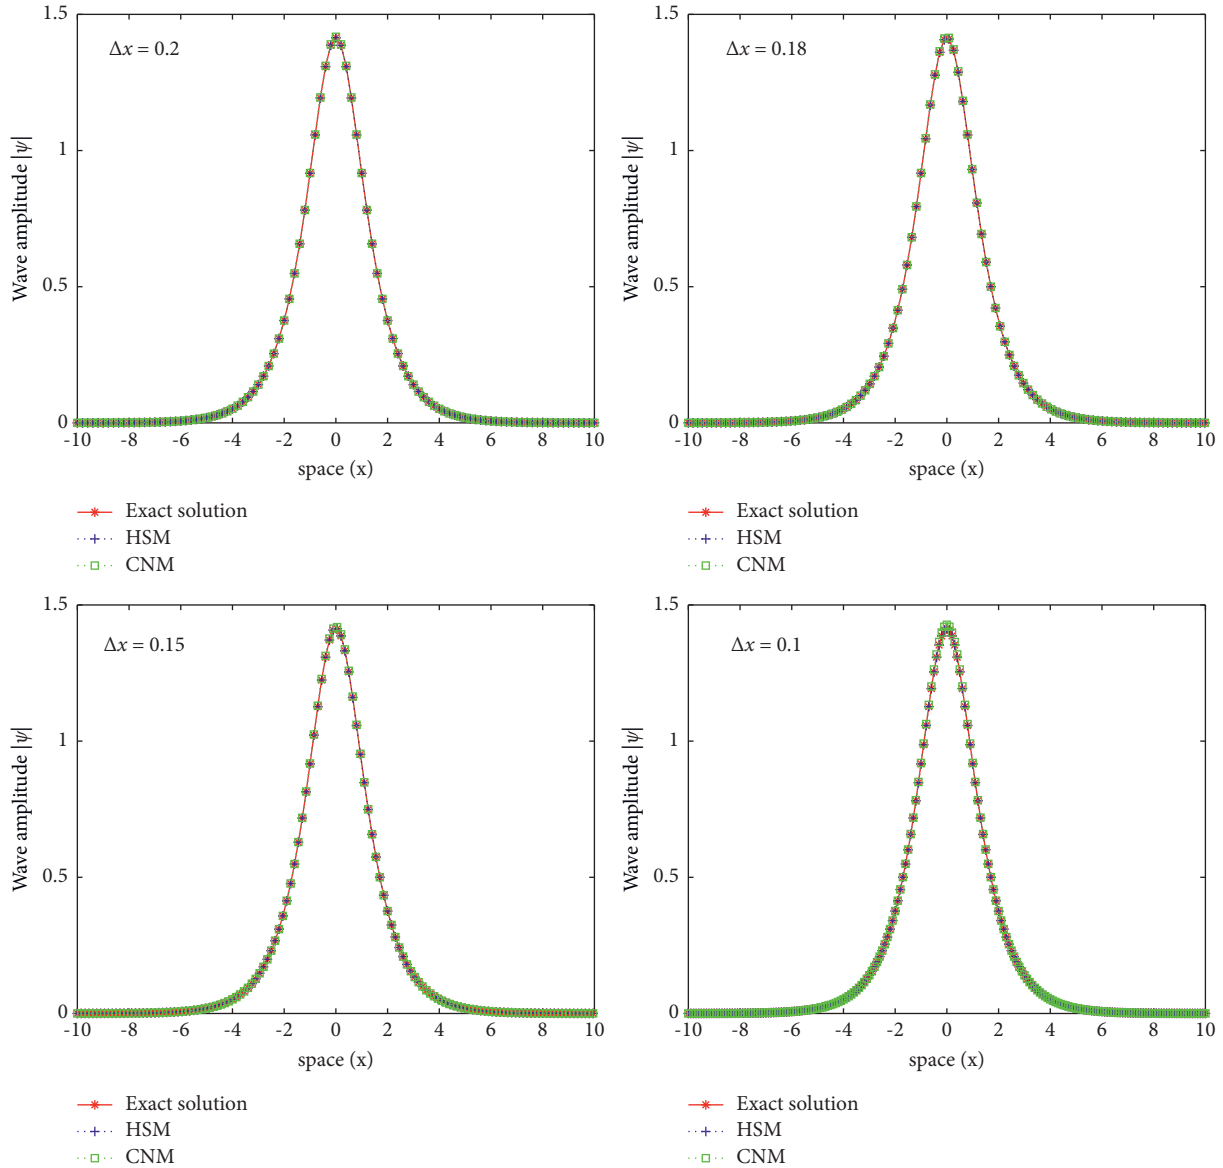 1.5
Δx = 0.2
1
0.5
0
Wave amplitude |ψ|
-10 -8 -6 -4 -2 0 2 4 6 8 10
space (x)
Exact solution
HSM
CNM
1.5
Δx = 0.18
1
0.5
0
Wave amplitude |ψ|
-10 -8 -6 -4 -2 0 2 4 6 8 10
space (x)
Exact solution
HSM
CNM
1.5
Δx = 0.15
1
0.5
0
Wave amplitude |ψ|
-10 -8 -6 -4 -2 0 2 4 6 8 10
space (x)
Exact solution
HSM
CNM
1.5
Δx = 0.1
1
0.5
0
Wave amplitude |ψ|
-10 -8 -6 -4 -2 0 2 4 6 8 10
space (x)
Exact solution
HSM
CNM